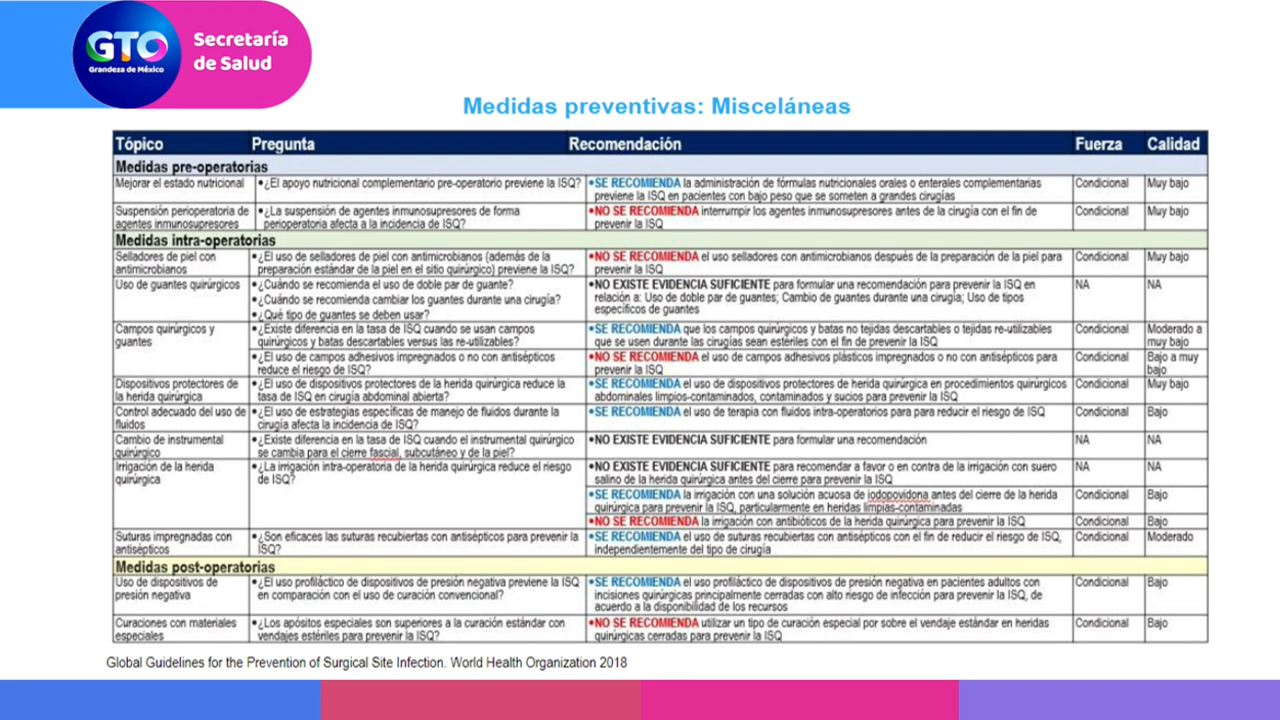 GTO
Grandeza de México
Secretaría
de Salud
Medidas preventivas: Misceláneas
Tópico Pregunta Recomendación Fuerza Calidad
Medidas pre-operatorias
Mejorar el estado nutricional •¿El apoyo nutricional complementario pre-operatorio previene la ISQ? •SE RECOMIENDA la administración de fórmulas nutricionales orales o enterales complementarias Condicional Muy bajo
previene la ISQ en pacientes con bajo peso que se someten a grandes cirugías
Suspensión perioperatoria de •¿La suspensión de agentes inmunosupresores de forma •NO SE RECOMIENDA interrumpir los agentes inmunosupresores antes de la cirugía con el fin de Condicional Muy bajo
agentes inmunosupresores perioperatoria afecta a la incidencia de ISQ? prevenir la ISQ
Medidas intra-operatorias
Selladores de piel con •¿El uso de selladores de piel con antimicrobianos (además de la •NO SE RECOMIENDA el uso selladores con antimicrobianos después de la preparación de la piel para Condicional Muy bajo
antimicrobianos preparación estándar de la piel en el sitio quirúrgico) previene la ISQ? prevenir la ISQ
Uso de guantes quirúrgicos •¿Cuándo se recomienda el uso de doble par de guante? •NO EXISTE EVIDENCIA SUFICIENTE para formular una recomendación para prevenir la ISQ en NA NA
•¿Cuándo se recomienda cambiar los guantes durante una cirugía? relación a: Uso de doble par de guantes; Cambio de guantes durante una cirugía; Uso de tipos
•¿Qué tipo de guantes se deben usar? específicos de guantes
Campos quirúrgicos y •¿Existe diferencia en la tasa de ISQ cuando se usan campos •SE RECOMIENDA que los campos quirúrgicos y batas no tejidas descartables o tejidas re-utilizables Condicional Moderado a
guantes quirúrgicos y batas descartables versus las re-utilizables? que se usen durante las cirugías sean estériles con el fin de prevenir la ISQ muy bajo
•¿El uso de campos adhesivos impregnados o no con antisépticos •NO SE RECOMIENDA el uso de campos adhesivos plásticos impregnados o no con antisépticos para Condicional Bajo a muy
reduce el riesgo de ISQ? prevenir la ISQ bajo
Dispositivos protectores de •¿El uso de dispositivos protectores de la herida quirúrgica reduce la •SE RECOMIENDA el uso de dispositivos protectores de herida quirúrgica en procedimientos quirúrgicos Condicional Muy bajo
la herida quirúrgica tasa de ISQ en cirugía abdominal abierta? abdominales limpios-contaminados, contaminados y sucios para prevenir la ISQ
Control adecuado del uso de •¿El uso de estrategias específicas de manejo de fluidos durante la •SE RECOMIENDA el uso de terapia con fluidos intra-operatorios para para reducir el riesgo de ISQ Condicional Bajo
fluidos cirugía afecta la incidencia de ISQ?
Cambio de instrumental •¿Existe diferencia en la tasa de ISQ cuando el instrumental quirúrgico •NO EXISTE EVIDENCIA SUFICIENTE para formular una recomendación NA NA
quirúrgico se cambia para el cierre fascial, subcutáneo y de la piel?
Irrigación de la herida •¿La irrigación intra-operatoria de la herida quirúrgica reduce el riesgo •NO EXISTE EVIDENCIA SUFICIENTE para recomendar a favor o en contra de la irrigación con suero NA NA
quirúrgica de ISQ? salino de la herida quirúrgica antes del cierre para prevenir la ISQ
•SE RECOMIENDA la irrigación con una solución acuosa de iodopovidona antes del cierre de la herida Condicional Bajo
quirúrgica para prevenir la ISQ, particularmente en heridas limpias-contaminadas
•NO SE RECOMIENDA la irrigación con antibióticos de la herida quirúrgica para prevenir la ISQ Condicional Bajo
Suturas impregnadas con •¿Son eficaces las suturas recubiertas con antisépticos para prevenir la •SE RECOMIENDA el uso de suturas recubiertas con antisépticos con el fin de reducir el riesgo de ISQ, Condicional Moderado
antisépticos ISQ? independientemente del tipo de cirugía
Medidas post-operatorias
Uso de dispositivos de •¿El uso profiláctico de dispositivos de presión negativa previene la ISQ •SE RECOMIENDA el uso profiláctico de dispositivos de presión negativa en pacientes adultos con Condicional Bajo
presión negativa en comparación con el uso de curación convencional? incisiones quirúrgicas principalmente cerradas con alto riesgo de infección para prevenir la ISQ, de
acuerdo a la disponibilidad de los recursos
Curaciones con materiales •¿Los apósitos especiales son superiores a la curación estándar con •NO SE RECOMIENDA utilizar un tipo de curación especial por sobre el vendaje estándar en heridas Condicional Bajo
especiales vendajes estériles para prevenir la ISQ? quirúrgicas cerradas para prevenir la ISQ
Global Guidelines for the Prevention of Surgical Site Infection. World Health Organization 2018